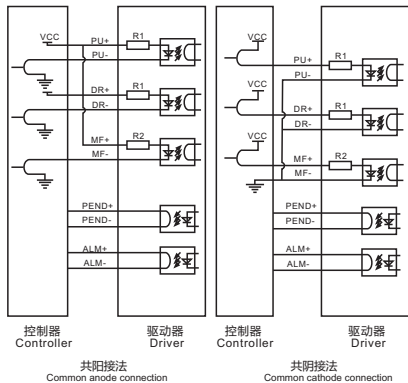 VCC
PU+
R1
PU-
DR+
R1
DR-
MF+
R2
MF-
PEND+
PEND-
ALM+
ALM-
控制器
Controller
驱动器
Driver
共阳接法
Common anode connection
VCC
PU+
R1
PU-
VCC
DR+
R1
DR-
VCC
MF+
R2
MF-
PEND+
PEND-
ALM+
ALM-
控制器
Controller
驱动器
Driver
共阴接法
Common cathode connection